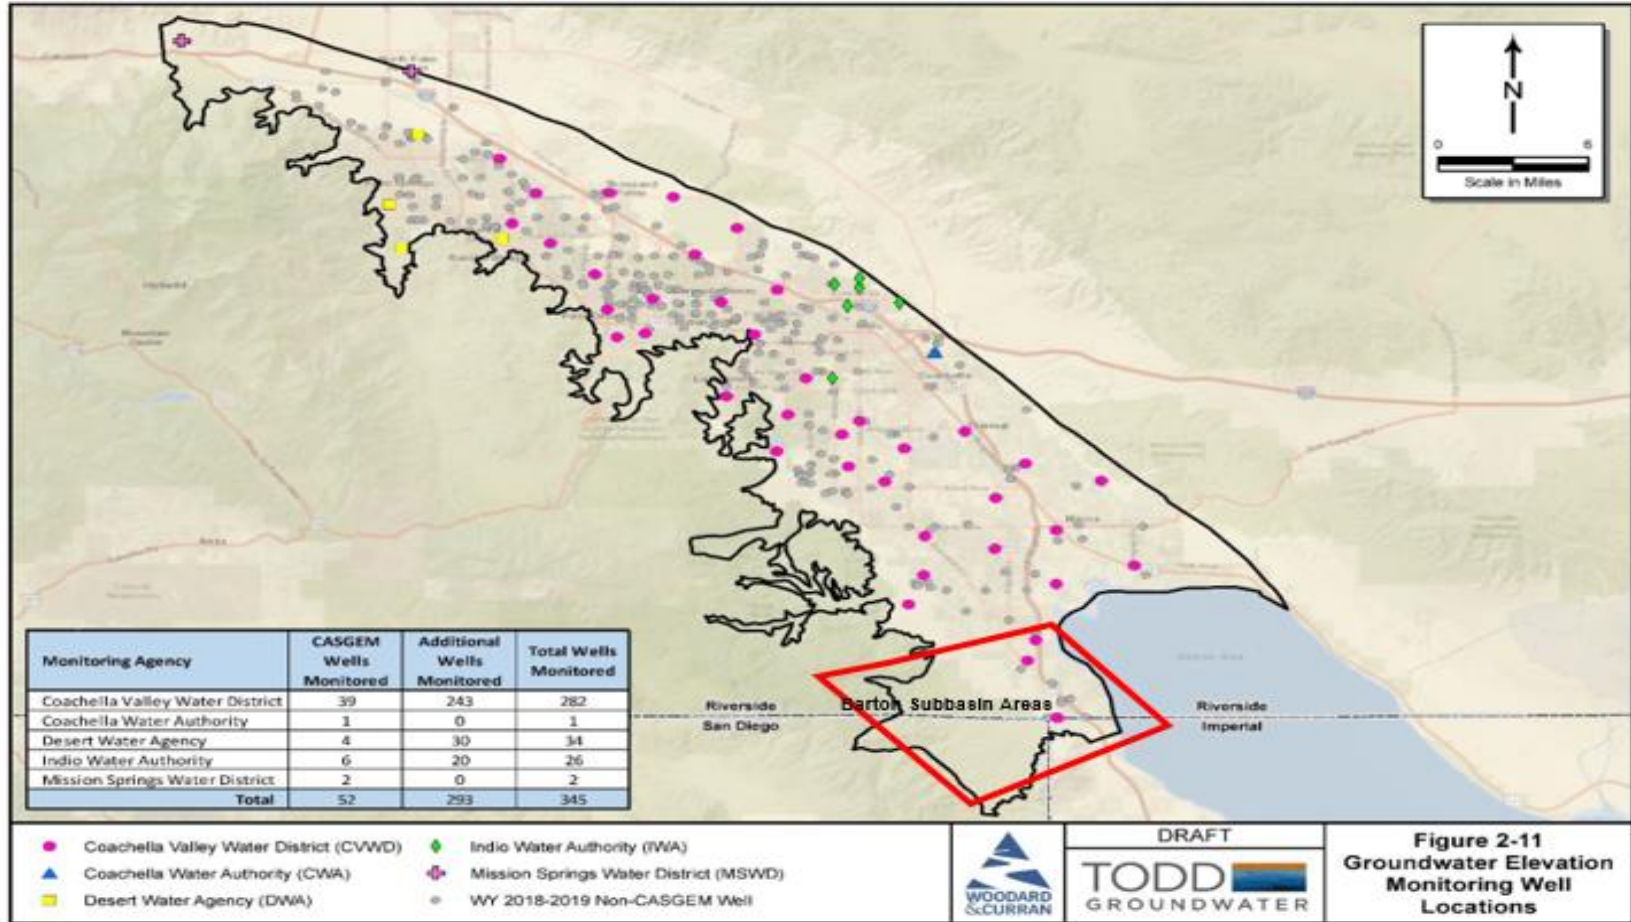 N
0 6
Scale in Miles
Monitoring Agency CASGEM Wells Monitored Additional Wells Monitored Total Wells Monitored
Coachella Valley Water District 39 243 282
Coachella Water Authority 1 0 1
Desert Water Agency 4 30 34
Indio Water Authority 6 20 26
Mission Springs Water District 2 0 2
Total 52 293 345
Riverside
San Diego
Barton Subbasin Areas
Riverside
Imperial
Coachella Valley Water District (CVWD)
Coachella Water Authority (CWA)
Desert Water Agency (DWA)
Indio Water Authority (IWA)
Mission Springs Water District (MSWD)
WY 2018-2019 Non-CASGEM Well
WOODARD
&CURRAN
DRAFT
TODD
GROUNDWATER
Figure 2-11
Groundwater Elevation
Monitoring Well
Locations